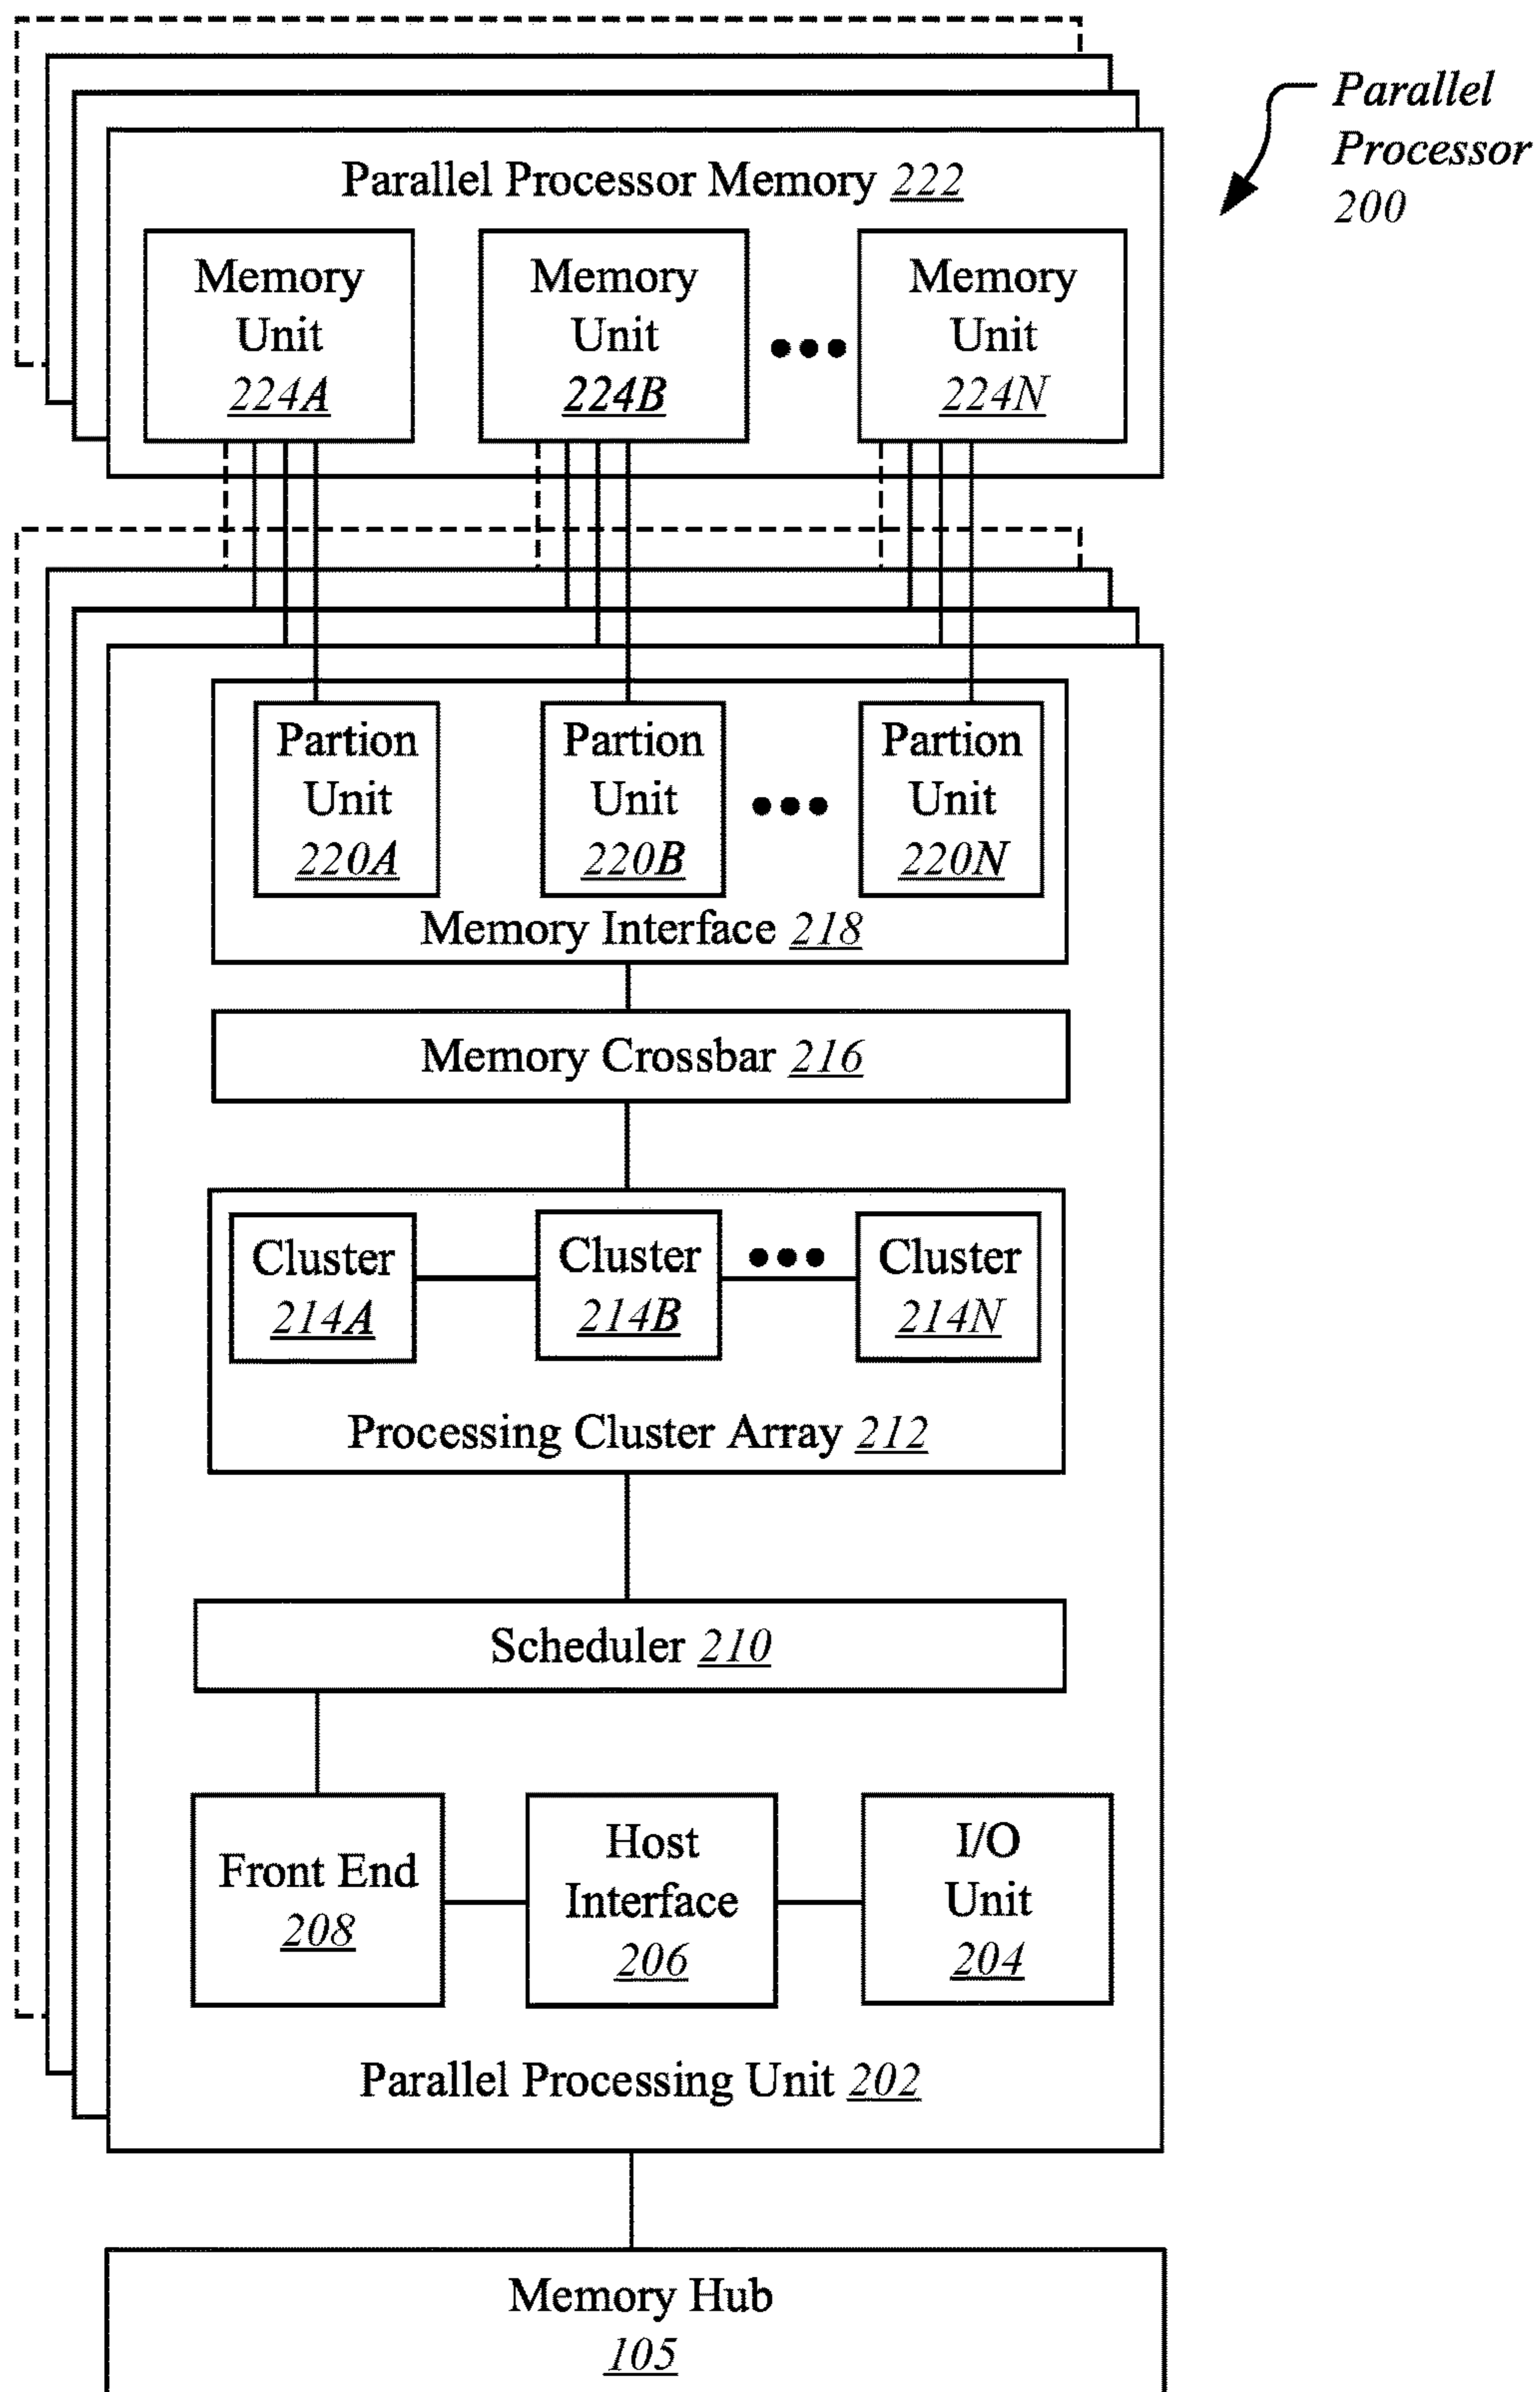 Parallel
Processor
200
Parallel Processor Memory 222
Memory
Unit
224A
Memory
Unit
224B
Memory
Unit
224N
Partion
Unit
220A
Partion
Unit
220B
Partion
Unit
220N
Memory Interface 218
Memory Crossbar 216
Cluster
214A
Cluster
214B
Cluster
214N
Processing Cluster Array 212
Scheduler 210
Front End
208
Host
Interface
206
I/O
Unit
204
Parallel Processing Unit 202
Memory Hub
105